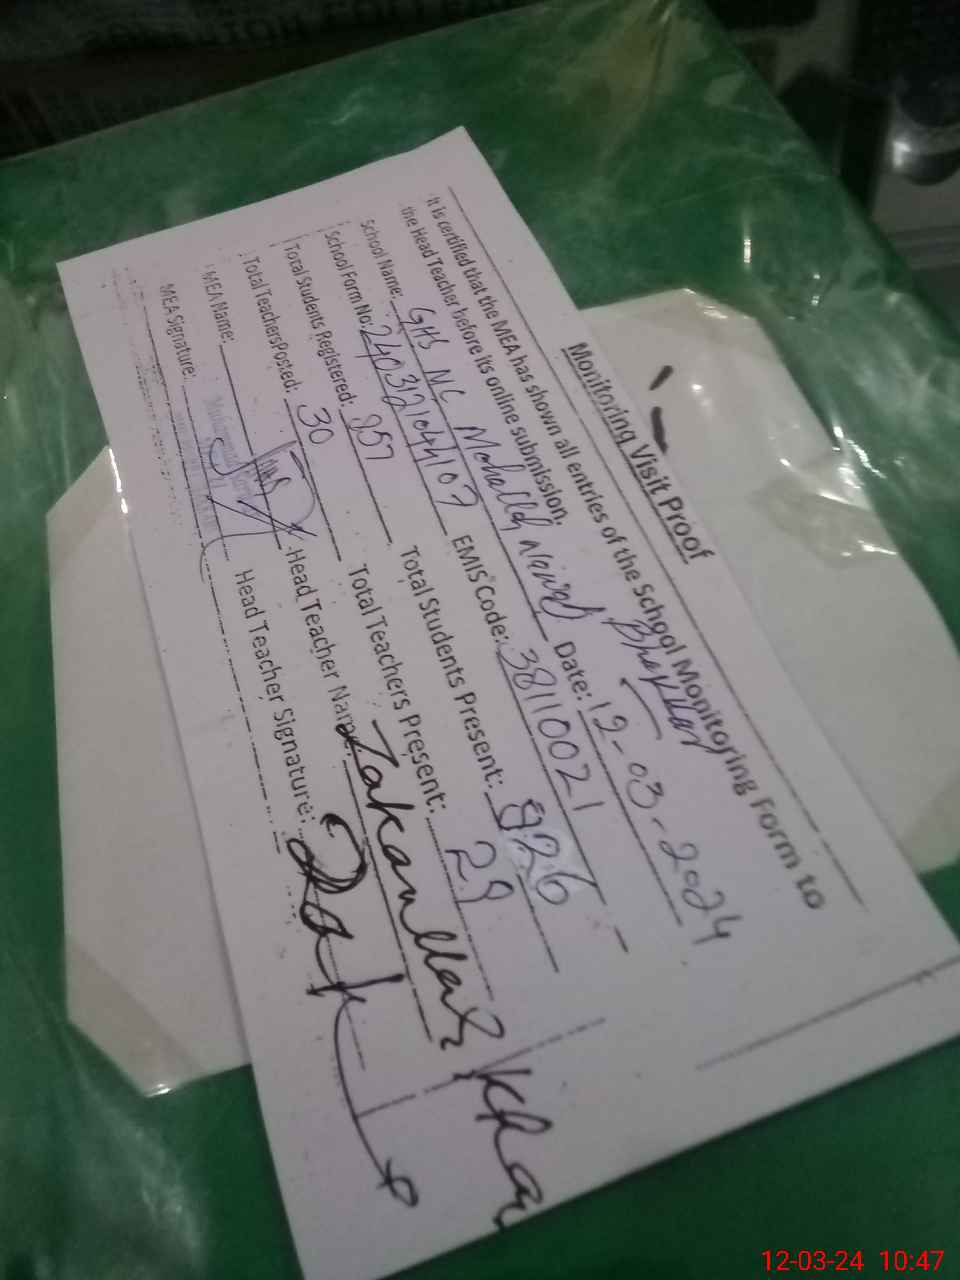 Monitoring Visit Proof
It is certified that the MEA has shown all entries of the School Monitoring Form to
the Head Teacher before its online submission.
School Name: GHS NC Mohallah Date: 12-03-2024
School Form No: EMIS Code: 38110021
Total Students Registered: 857 Total Students Present: 826
Total Teachers Posted: 30 Total Teachers Present: 29
MEA Name: Head Teacher Name: Zakaullah Khan
MEA Signature: Head Teacher Signature:
12-03-24 10:47